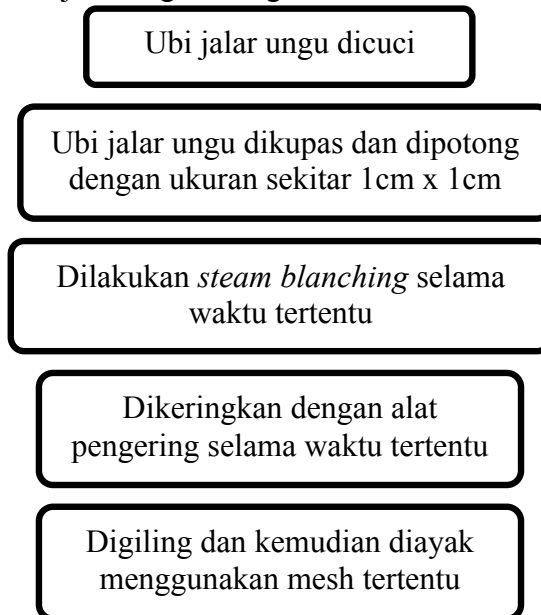 Ubi jalar ungu dicuci
Ubi jalar ungu dikupas dan dipotong
dengan ukuran sekitar 1cm x 1cm
Dilakukan steam blanching selama
waktu tertentu
Dikeringkan dengan alat
pengering selama waktu tertentu
Digiling dan kemudian diayak
menggunakan mesh tertentu